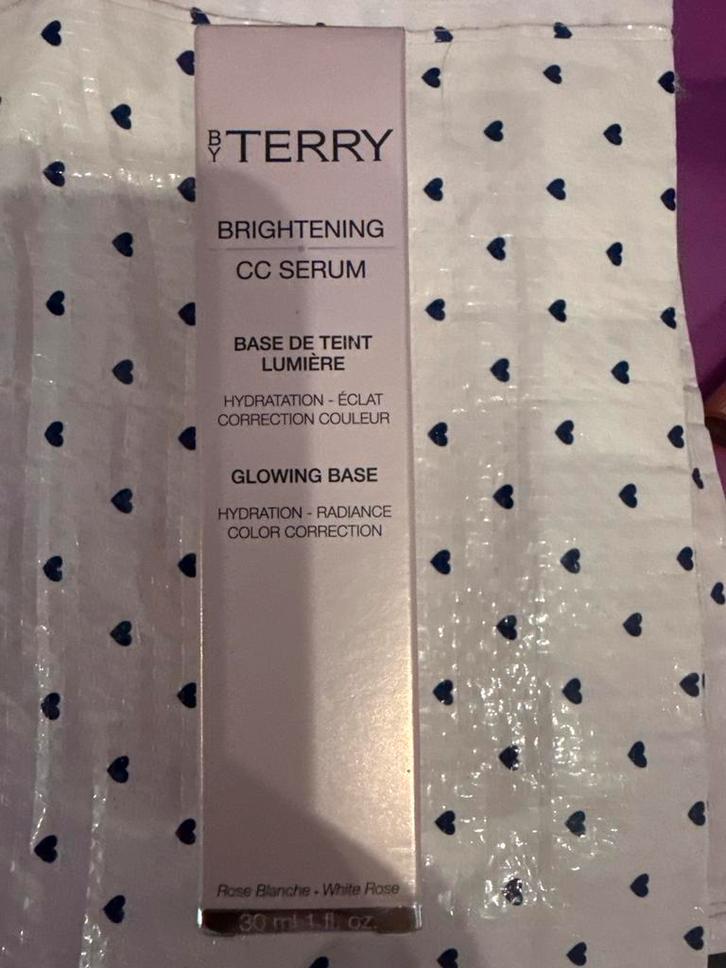 BY TERRY
BRIGHTENING
CC SERUM
BASE DE TEINT
LUMIÈRE
HYDRATATION - ÉCLAT
CORRECTION COULEUR
GLOWING BASE
HYDRATION - RADIANCE
COLOR CORRECTION
Rose Blanche • White Rose
30 ml 1 fl. oz.